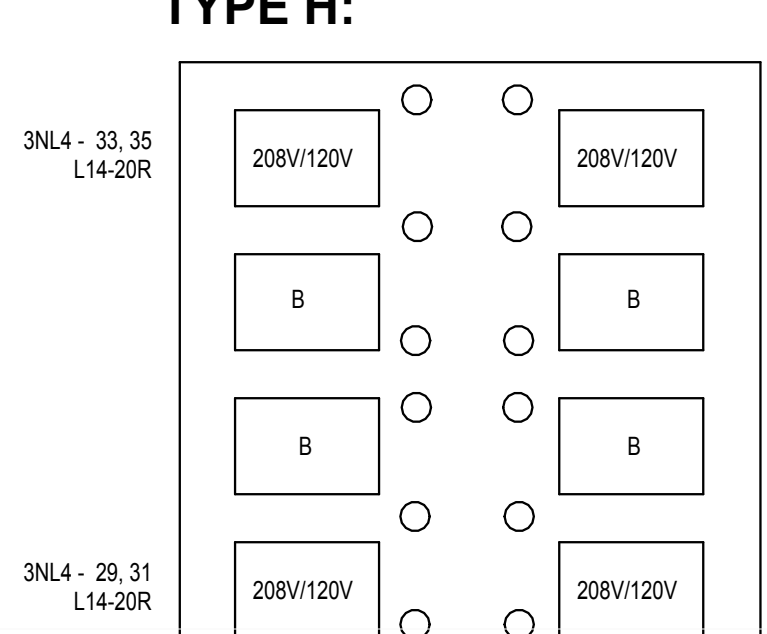 TYPE H:
3NL4 - 33, 35
L14-20R
208V/120V 208V/120V
B B
B B
3NL4 - 29, 31
L14-20R
208V/120V 208V/120V